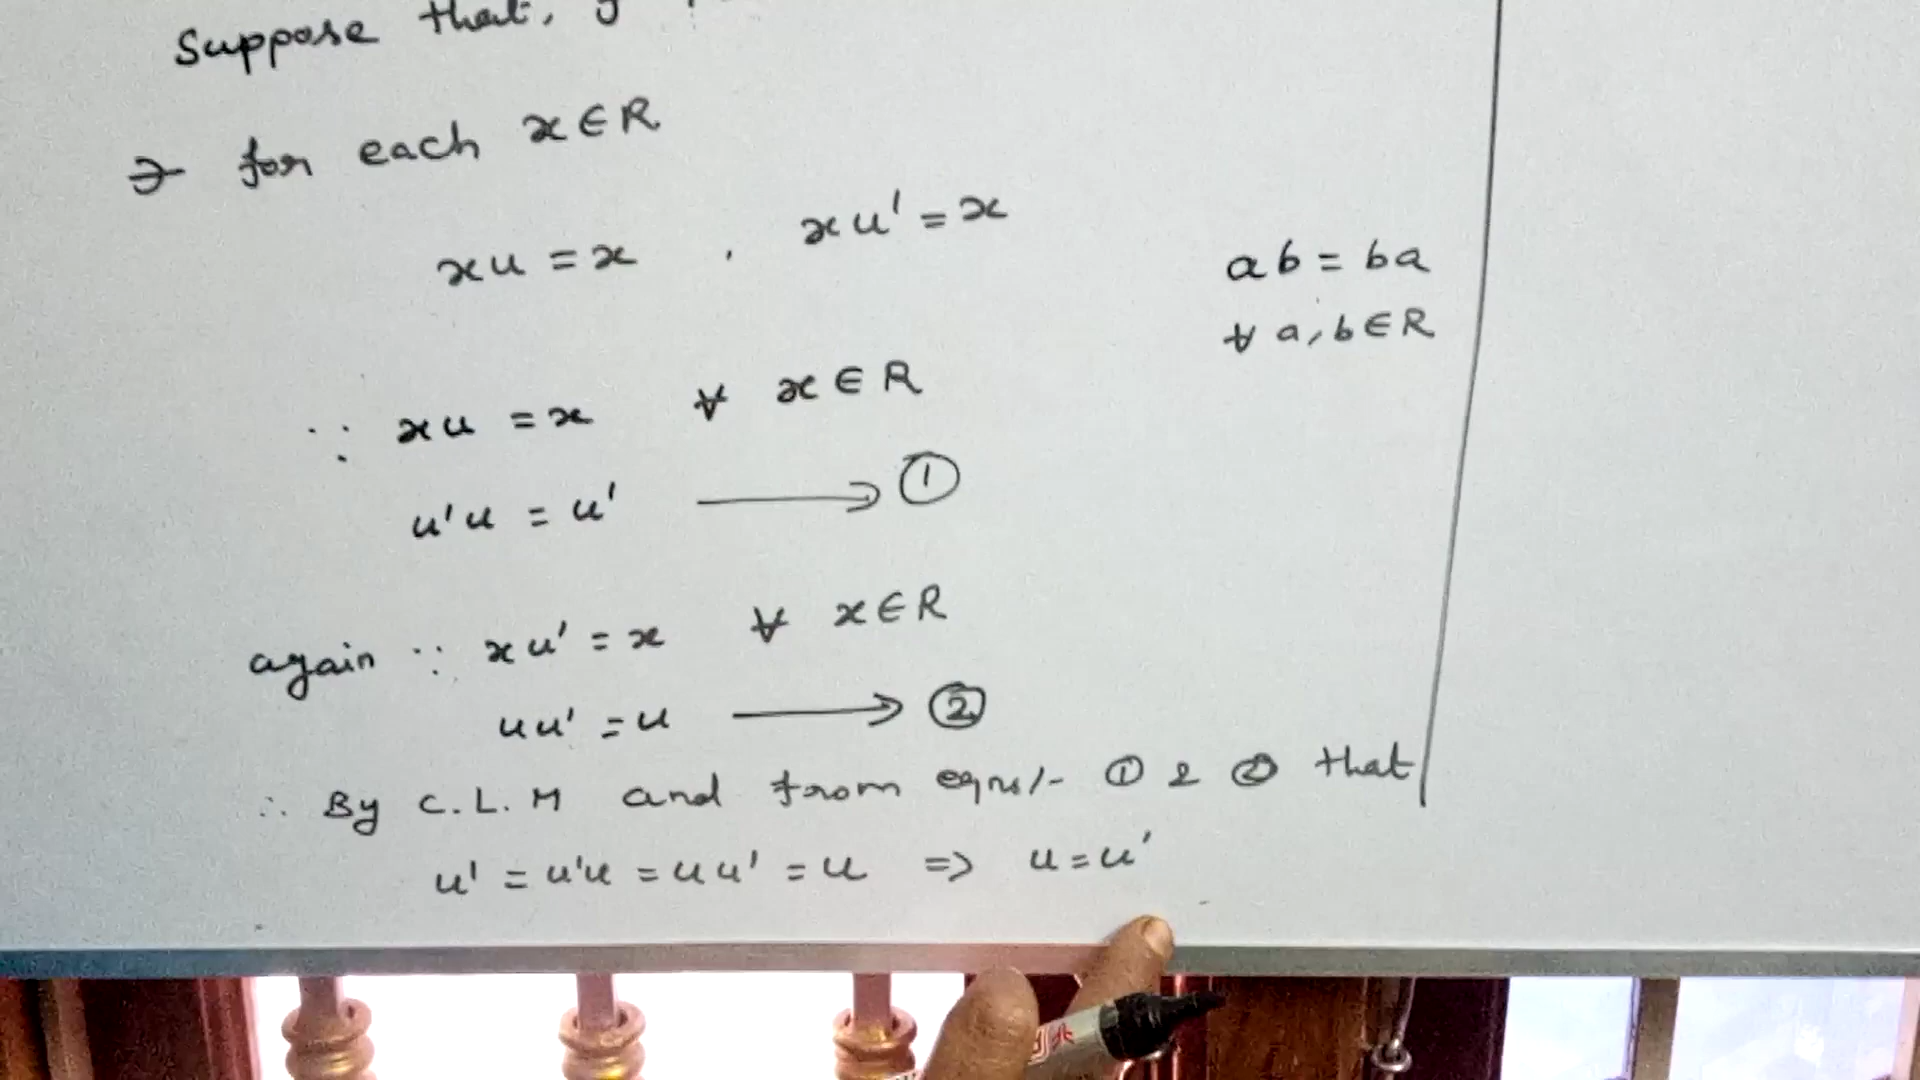 Suppose that,
⇒ for each x∈R
xu = x , xu' = x
ab = ba
∀ a,b∈R
∵ xu = x ∀ x∈R
u'u = u' ⟶ ①
again ∵ xu' = x ∀ x∈R
uu' = u ⟶ ②
∴ By C.L.M and from eqns/- ① & ② that
u' = u'u = uu' = u ⇒ u = u'